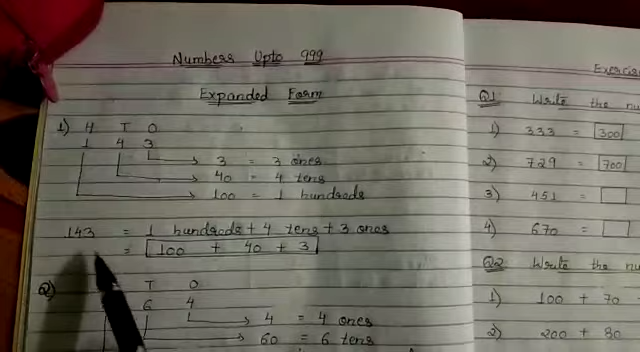 Numbers Upto 999
Expanded Form
1) H T O
1 4 3
3 = 3 ones
40 = 4 tens
100 = 1 hundreds
143 = 1 hundreds + 4 tens + 3 ones
= 100 + 40 + 3
2) T O
6 4
4 = 4 ones
60 = 6 tens
Exercise
Q1 Write the nu
1) 333 = 300
2) 729 = 700
3) 451 =
4) 670 =
Q2 Write the nu
1) 100 + 70
2) 200 + 80